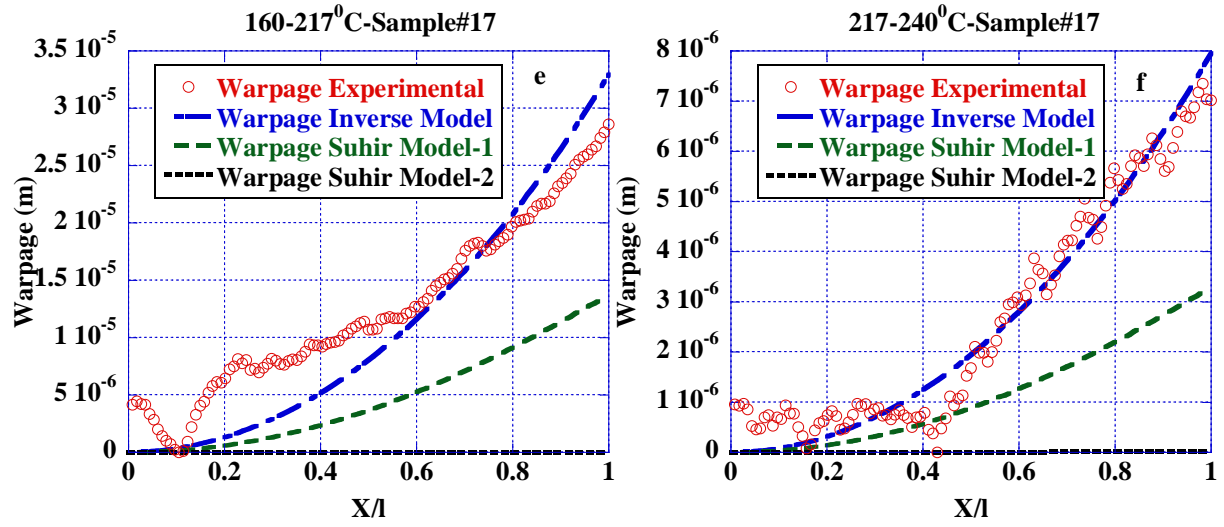 160-217⁰C-Sample#17
3.5 10⁻⁵
3 10⁻⁵
2.5 10⁻⁵
2 10⁻⁵
1.5 10⁻⁵
1 10⁻⁵
5 10⁻⁶
0
Warpage (m)
Warpage Experimental
Warpage Inverse Model
Warpage Suhir Model-1
Warpage Suhir Model-2
e
0 0.2 0.4 0.6 0.8 1
X/l
217-240⁰C-Sample#17
8 10⁻⁶
7 10⁻⁶
6 10⁻⁶
5 10⁻⁶
4 10⁻⁶
3 10⁻⁶
2 10⁻⁶
1 10⁻⁶
0
Warpage (m)
Warpage Experimental
Warpage Inverse Model
Warpage Suhir Model-1
Warpage Suhir Model-2
f
0 0.2 0.4 0.6 0.8 1
X/l